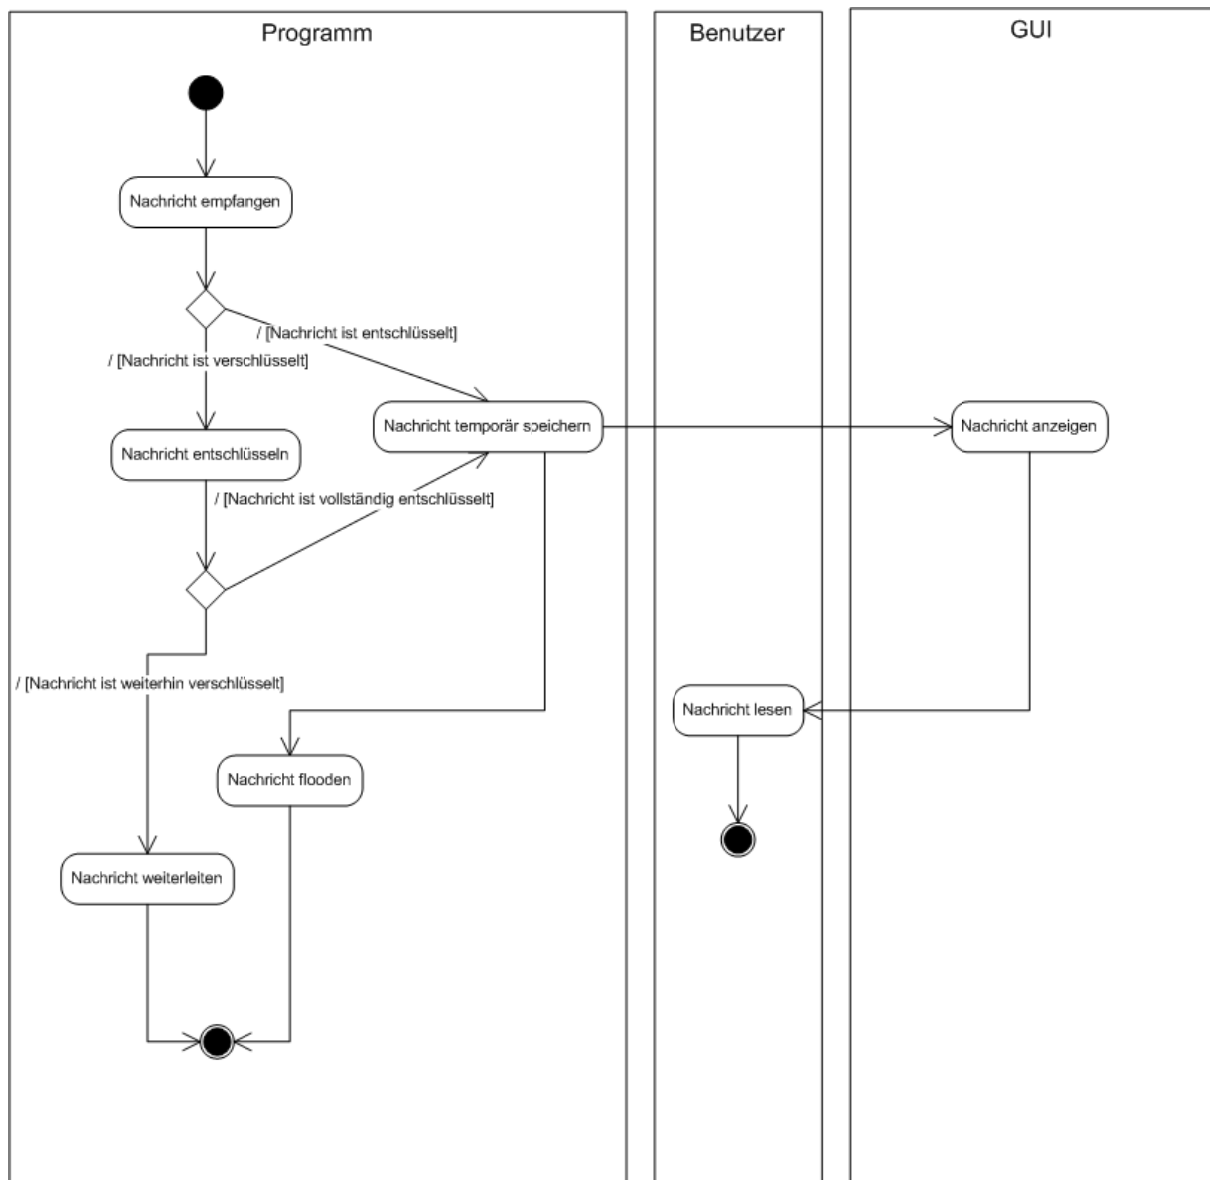 Programm
Benutzer
GUI
Nachricht empfangen
/ [Nachricht ist entschlüsselt]
/ [Nachricht ist verschlüsselt]
Nachricht temporär speichern
Nachricht anzeigen
Nachricht entschlüsseln
/ [Nachricht ist vollständig entschlüsselt]
/ [Nachricht ist weiterhin verschlüsselt]
Nachricht lesen
Nachricht flooden
Nachricht weiterleiten